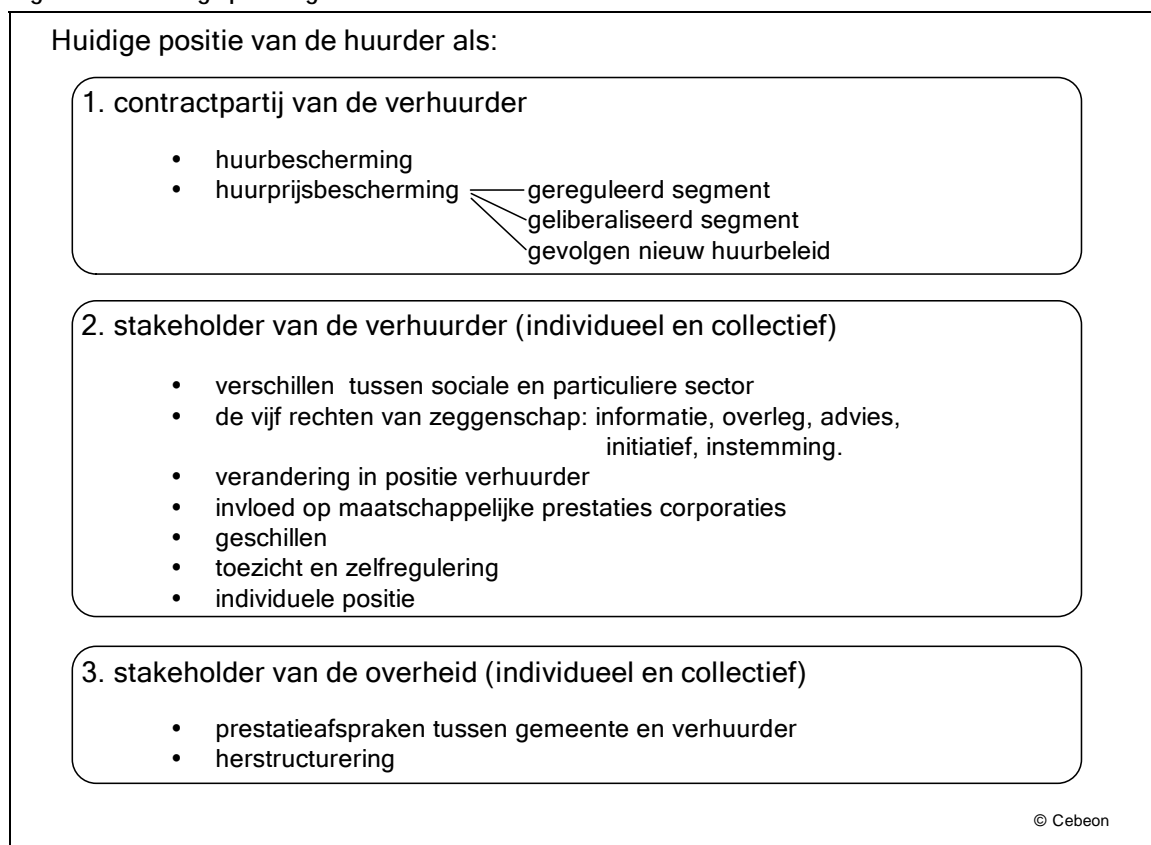 Huidige positie van de huurder als:
1. contractpartij van de verhuurder
• huurbescherming
• huurprijsbescherming gereguleerd segment
geliberaliseerd segment
gevolgen nieuw huurbeleid
2. stakeholder van de verhuurder (individueel en collectief)
• verschillen tussen sociale en particuliere sector
• de vijf rechten van zeggenschap: informatie, overleg, advies,
initiatief, instemming.
• verandering in positie verhuurder
• invloed op maatschappelijke prestaties corporaties
• geschillen
• toezicht en zelfregulering
• individuele positie
3. stakeholder van de overheid (individueel en collectief)
• prestatieafspraken tussen gemeente en verhuurder
• herstructurering
© Cebeon